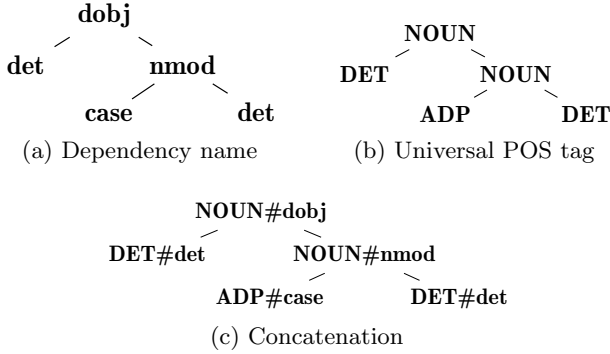 dobj
det nmod
case det
(a) Dependency name
NOUN
DET NOUN
ADP DET
(b) Universal POS tag
NOUN#dobj
DET#det NOUN#nmod
ADP#case DET#det
(c) Concatenation